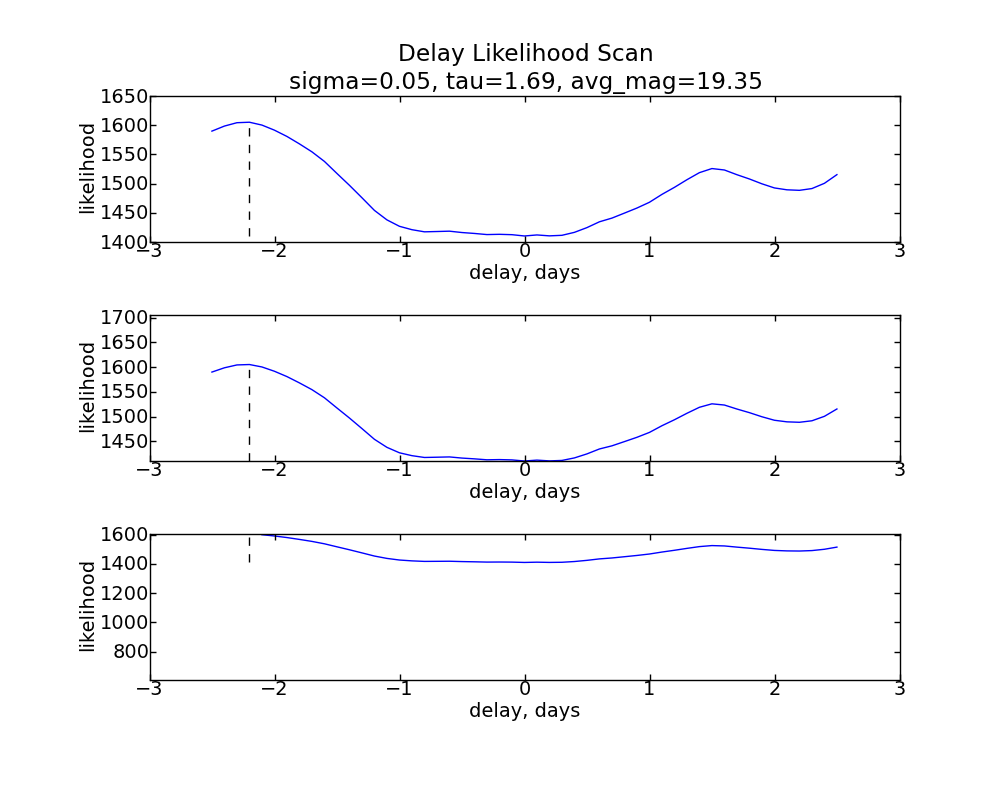 Delay Likelihood Scan
sigma=0.05, tau=1.69, avg_mag=19.35
1650
1600
1550
1500
1450
1400
likelihood
−3 −2 −1 0 1 2 3
delay, days
1700
1650
1600
1550
1500
1450
likelihood
−3 −2 −1 0 1 2 3
delay, days
1600
1400
1200
1000
800
likelihood
−3 −2 −1 0 1 2 3
delay, days